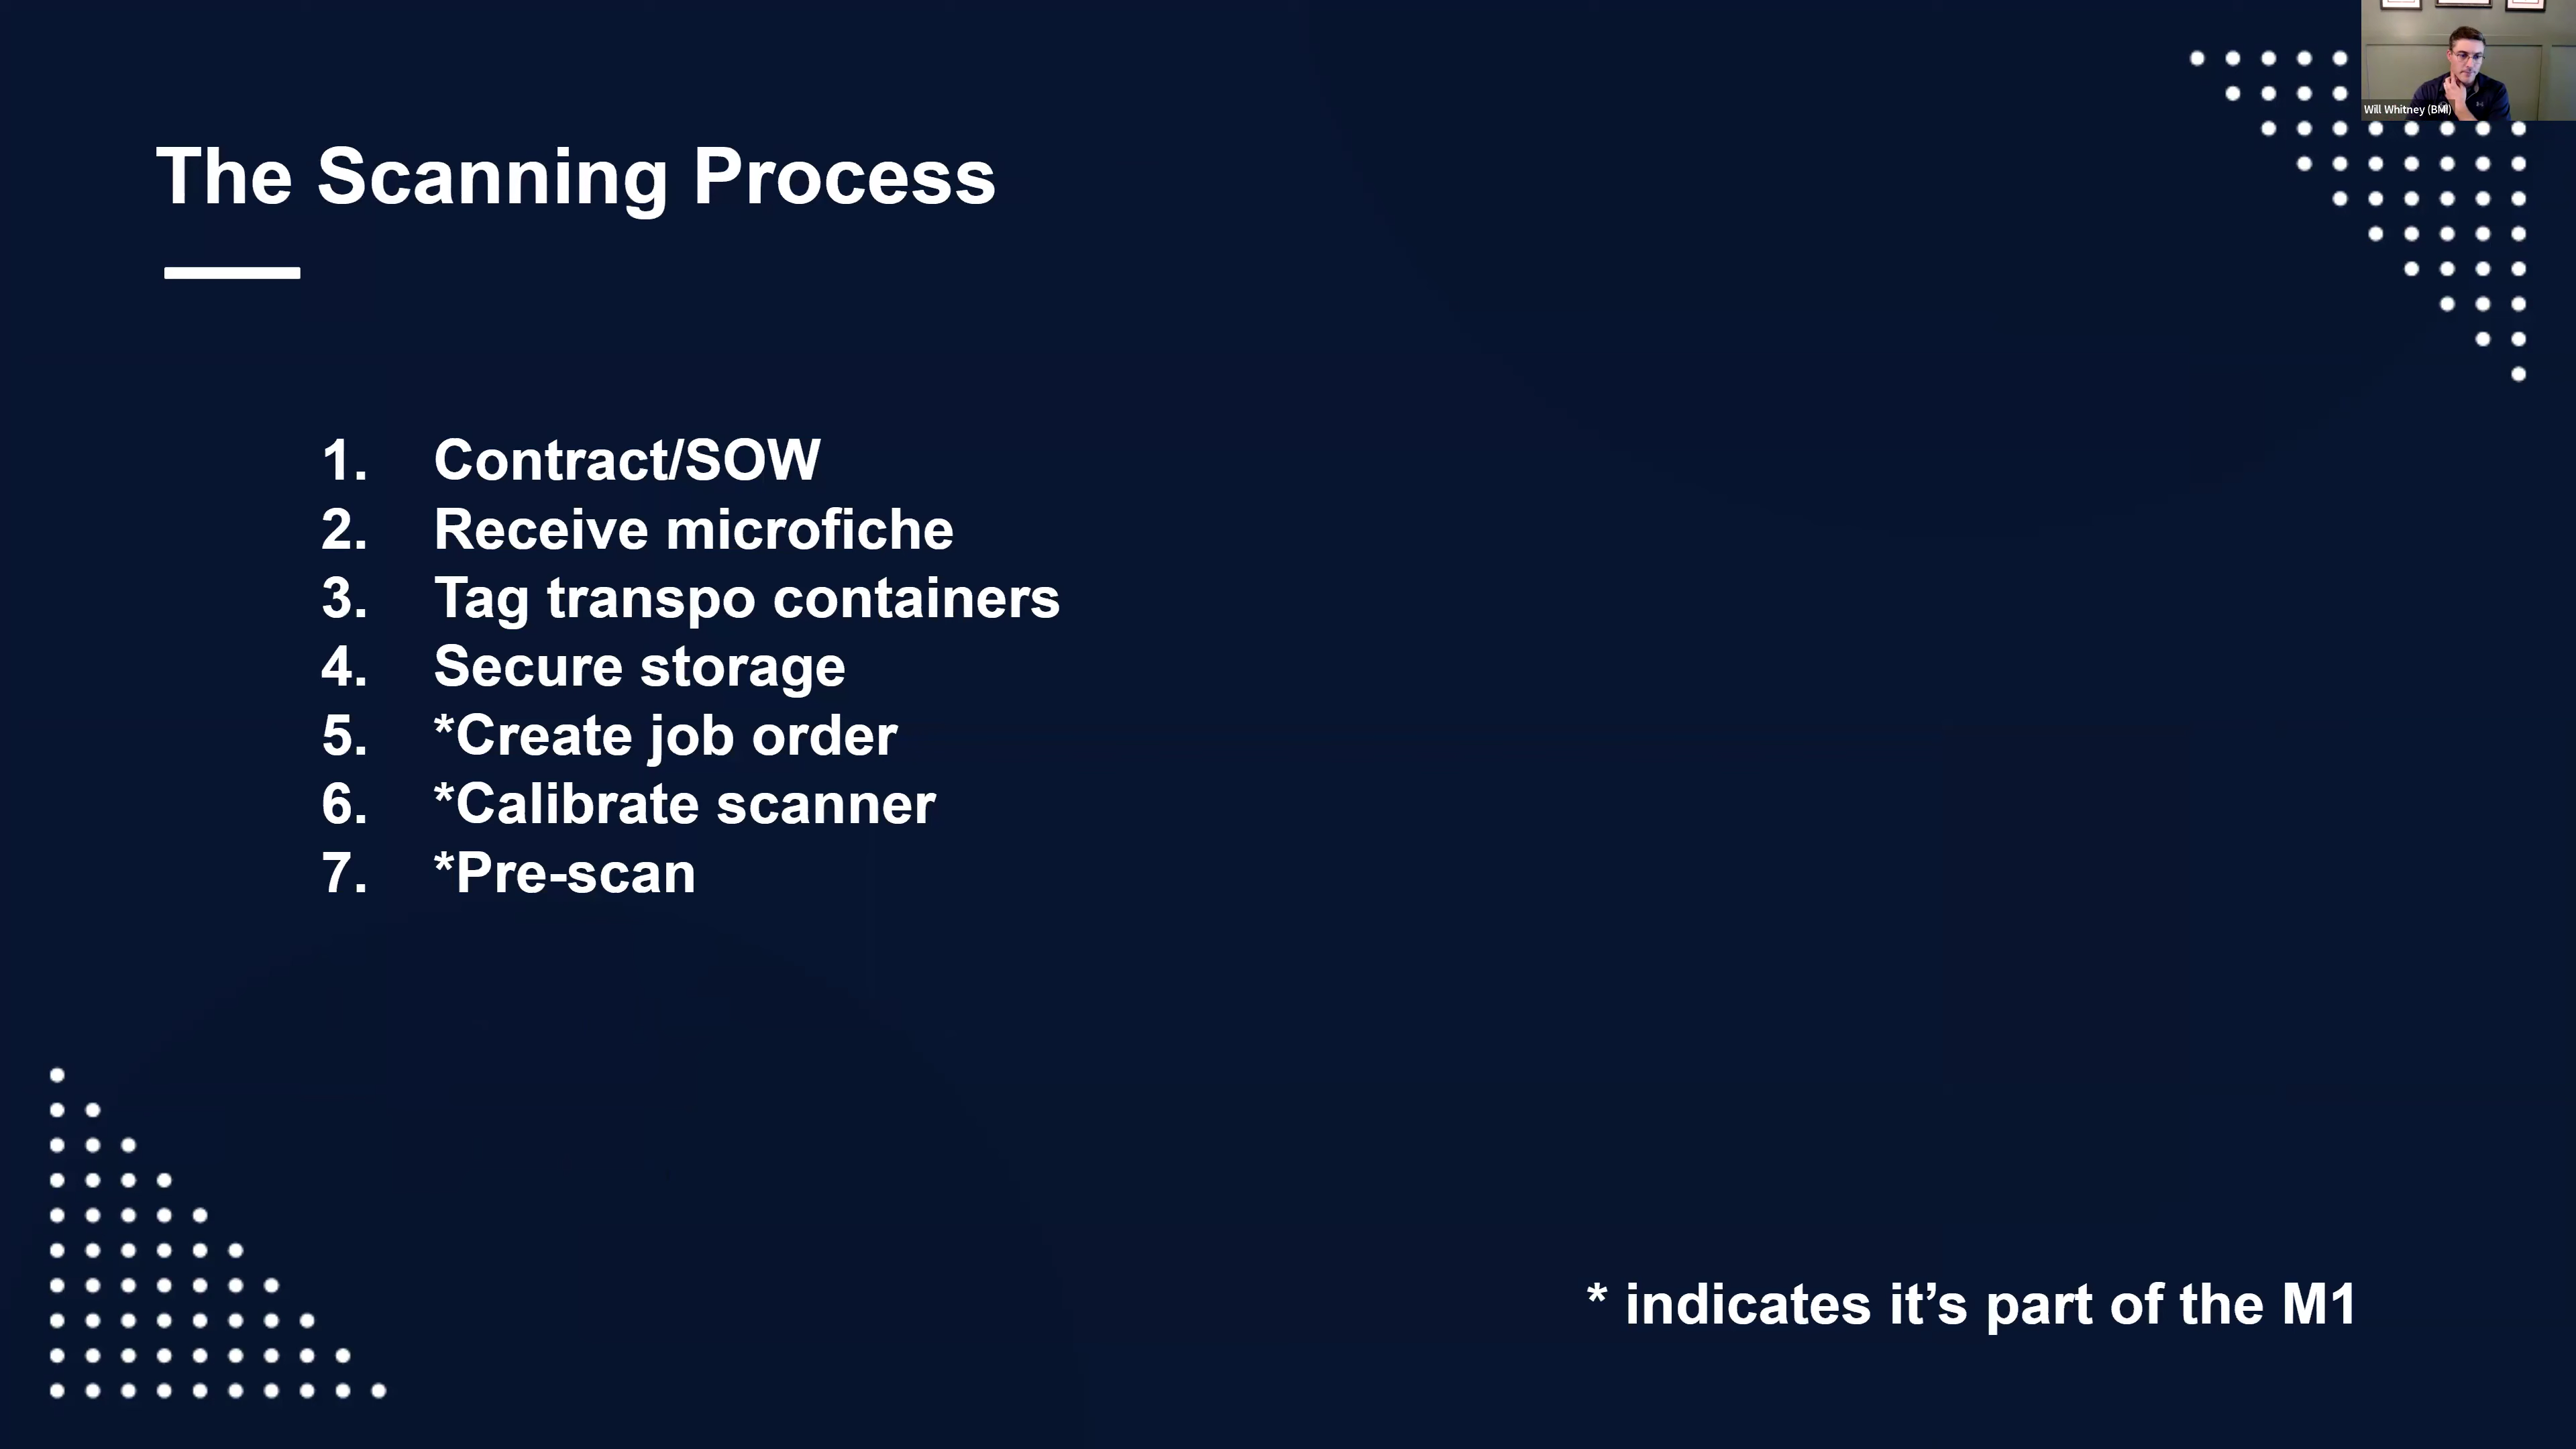 Will Whitney (BMI)
The Scanning Process
1. Contract/SOW
2. Receive microfiche
3. Tag transpo containers
4. Secure storage
5. *Create job order
6. *Calibrate scanner
7. *Pre-scan
* indicates it’s part of the M1